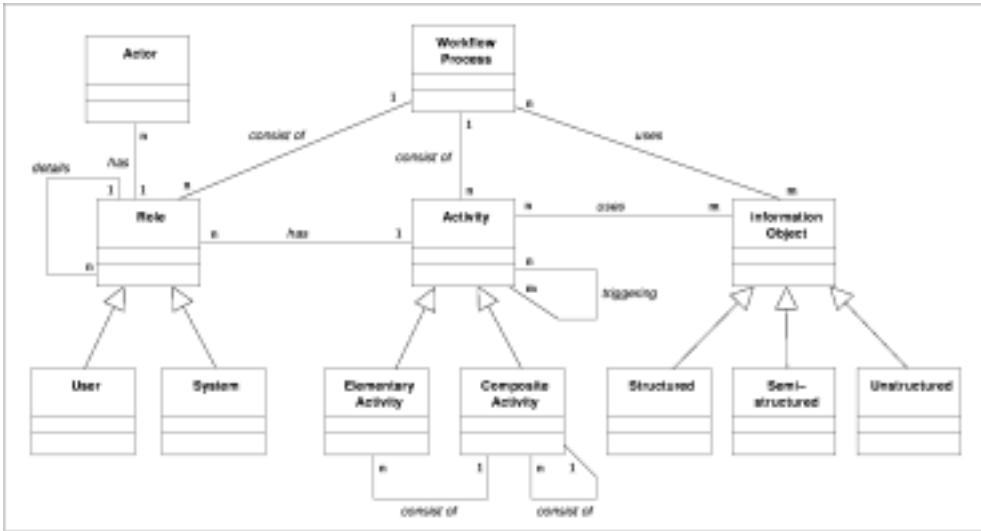 Actor
Workflow
Process
1
n
n
1
consist of
uses
details
has
consist of
1
1
n
n
n
m
Role
Activity
n
uses
m
Information
Object
n
has
1
n
n
m
triggering
User
System
Elementary
Activity
Composite
Activity
Structured
Semi-
structured
Unstructured
n
1
n
1
consist of
consist of